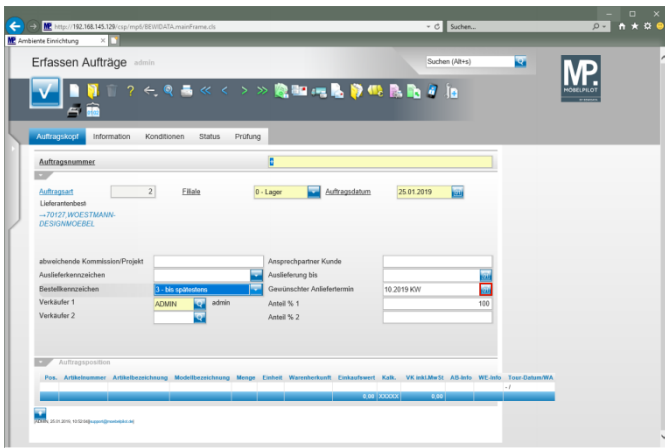 http://192.168.145.129/csp/mp6/BEWIDATA.mainFrame.cls
Suchen...
Ambiente Einrichtung
Erfassen Aufträge admin
Suchen (Alt+s)
MP.
MÖBELPILOT
Auftragskopf Information Konditionen Status Prüfung
Auftragsnummer +
Auftragsart 2 Filiale 0 - Lager Auftragsdatum 25.01.2019
Lieferantenbest
→70127,WOESTMANN-
DESIGNMOEBEL
abweichende Kommission/Projekt Ansprechpartner Kunde
Auslieferkennzeichen Auslieferung bis
Bestellkennzeichen 3 - bis spätestens Gewünschter Anliefertermin 10.2019 KW
Verkäufer 1 ADMIN admin Anteil % 1 100
Verkäufer 2 Anteil % 2
Auftragsposition
Pos. Artikelnummer Artikelbezeichnung Modellbezeichnung Menge Einheit Warenherkunft Einkaufswert Kalk. VK inkl.MwSt AB-Info WE-Info Tour-Datum/WA
- /
0,00 XXXXX 0,00